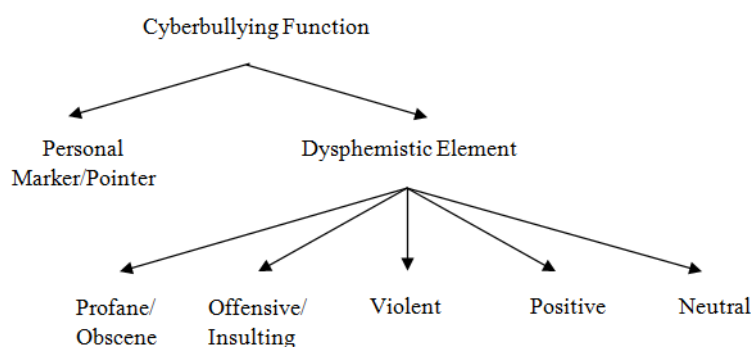 Cyberbullying Function
Personal
Marker/Pointer
Dysphemistic Element
Profane/
Obscene
Offensive/
Insulting
Violent
Positive
Neutral